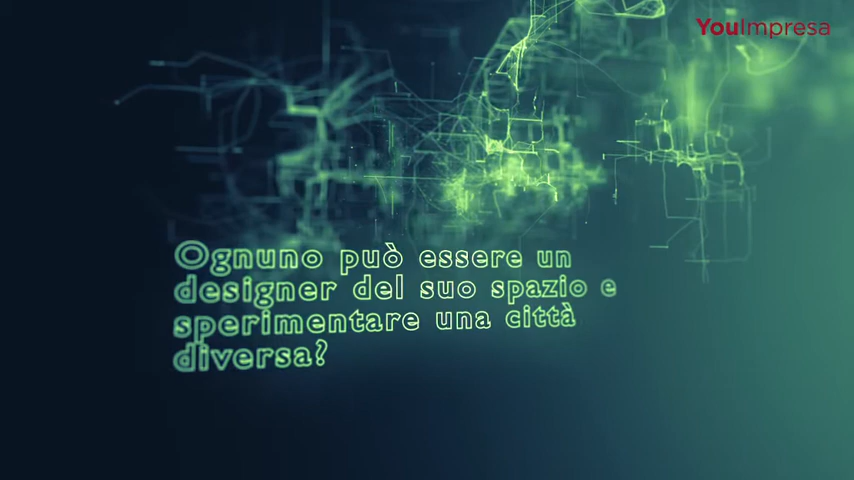 YouImpresa
Ognuno può essere un
designer del suo spazio e
sperimentare una città
diversa?